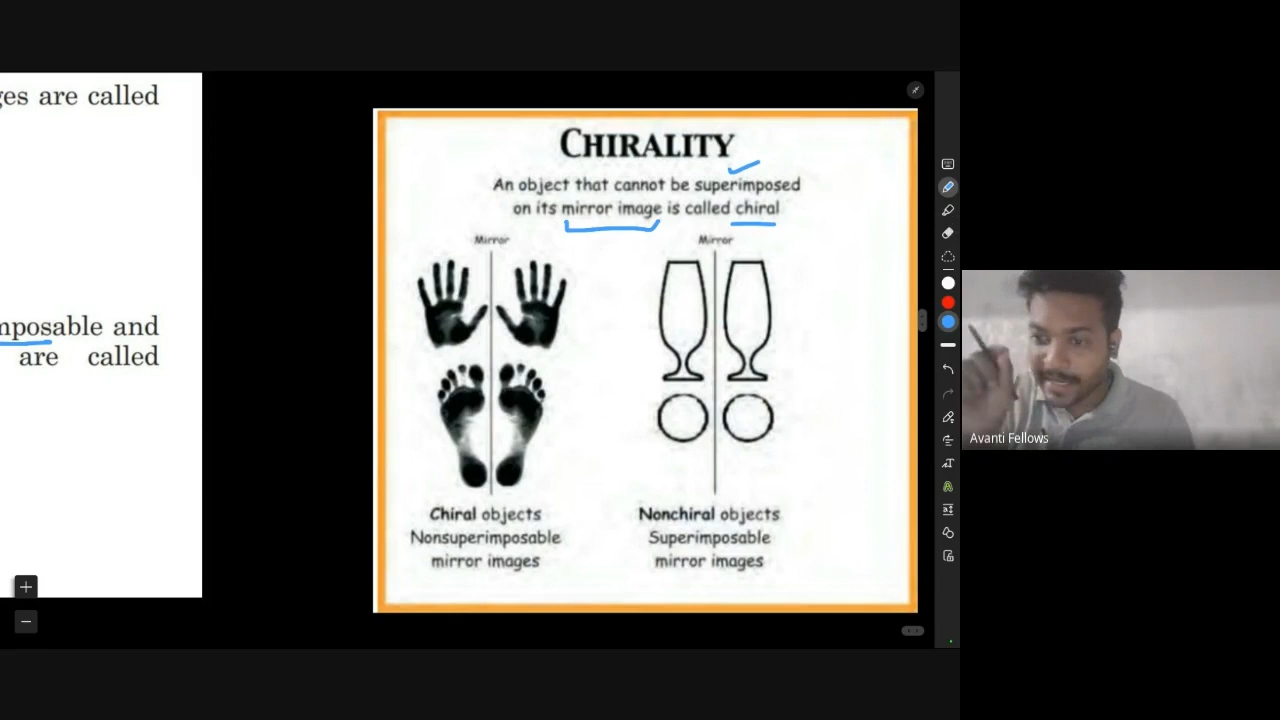 ges are called
mposable and
are called
CHIRALITY
An object that cannot be superimposed
on its mirror image is called chiral
Mirror
Mirror
Chiral objects
Nonsuperimposable
mirror images
Nonchiral objects
Superimposable
mirror images
Avanti Fellows